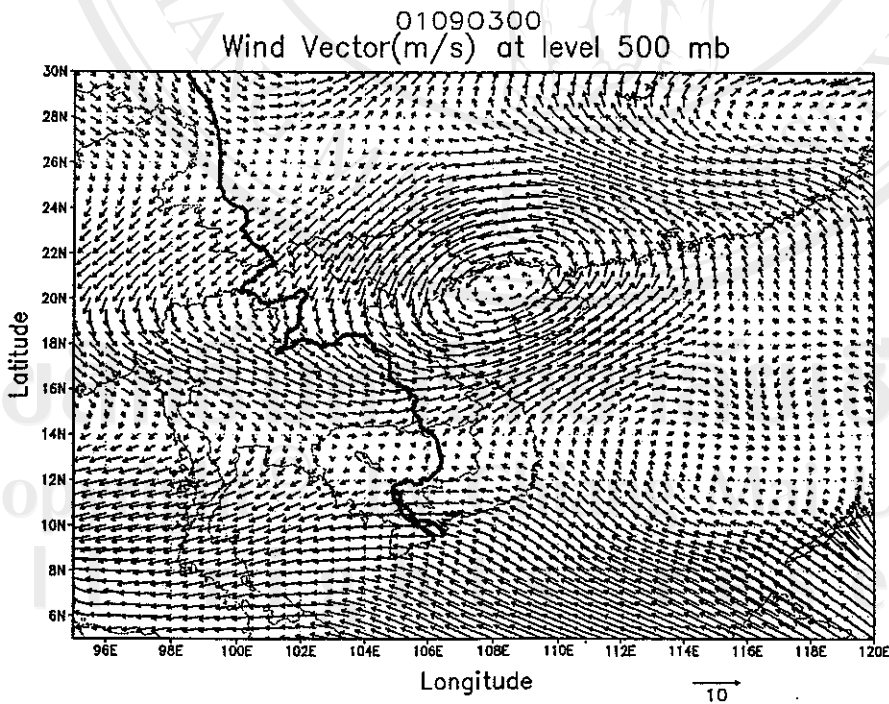 01090300
Wind Vector(m/s) at level 500 mb
30N
28N
26N
24N
22N
20N
18N
16N
14N
12N
10N
8N
6N
Latitude
96E 98E 100E 102E 104E 106E 108E 110E 112E 114E 116E 118E 120E
Longitude
10